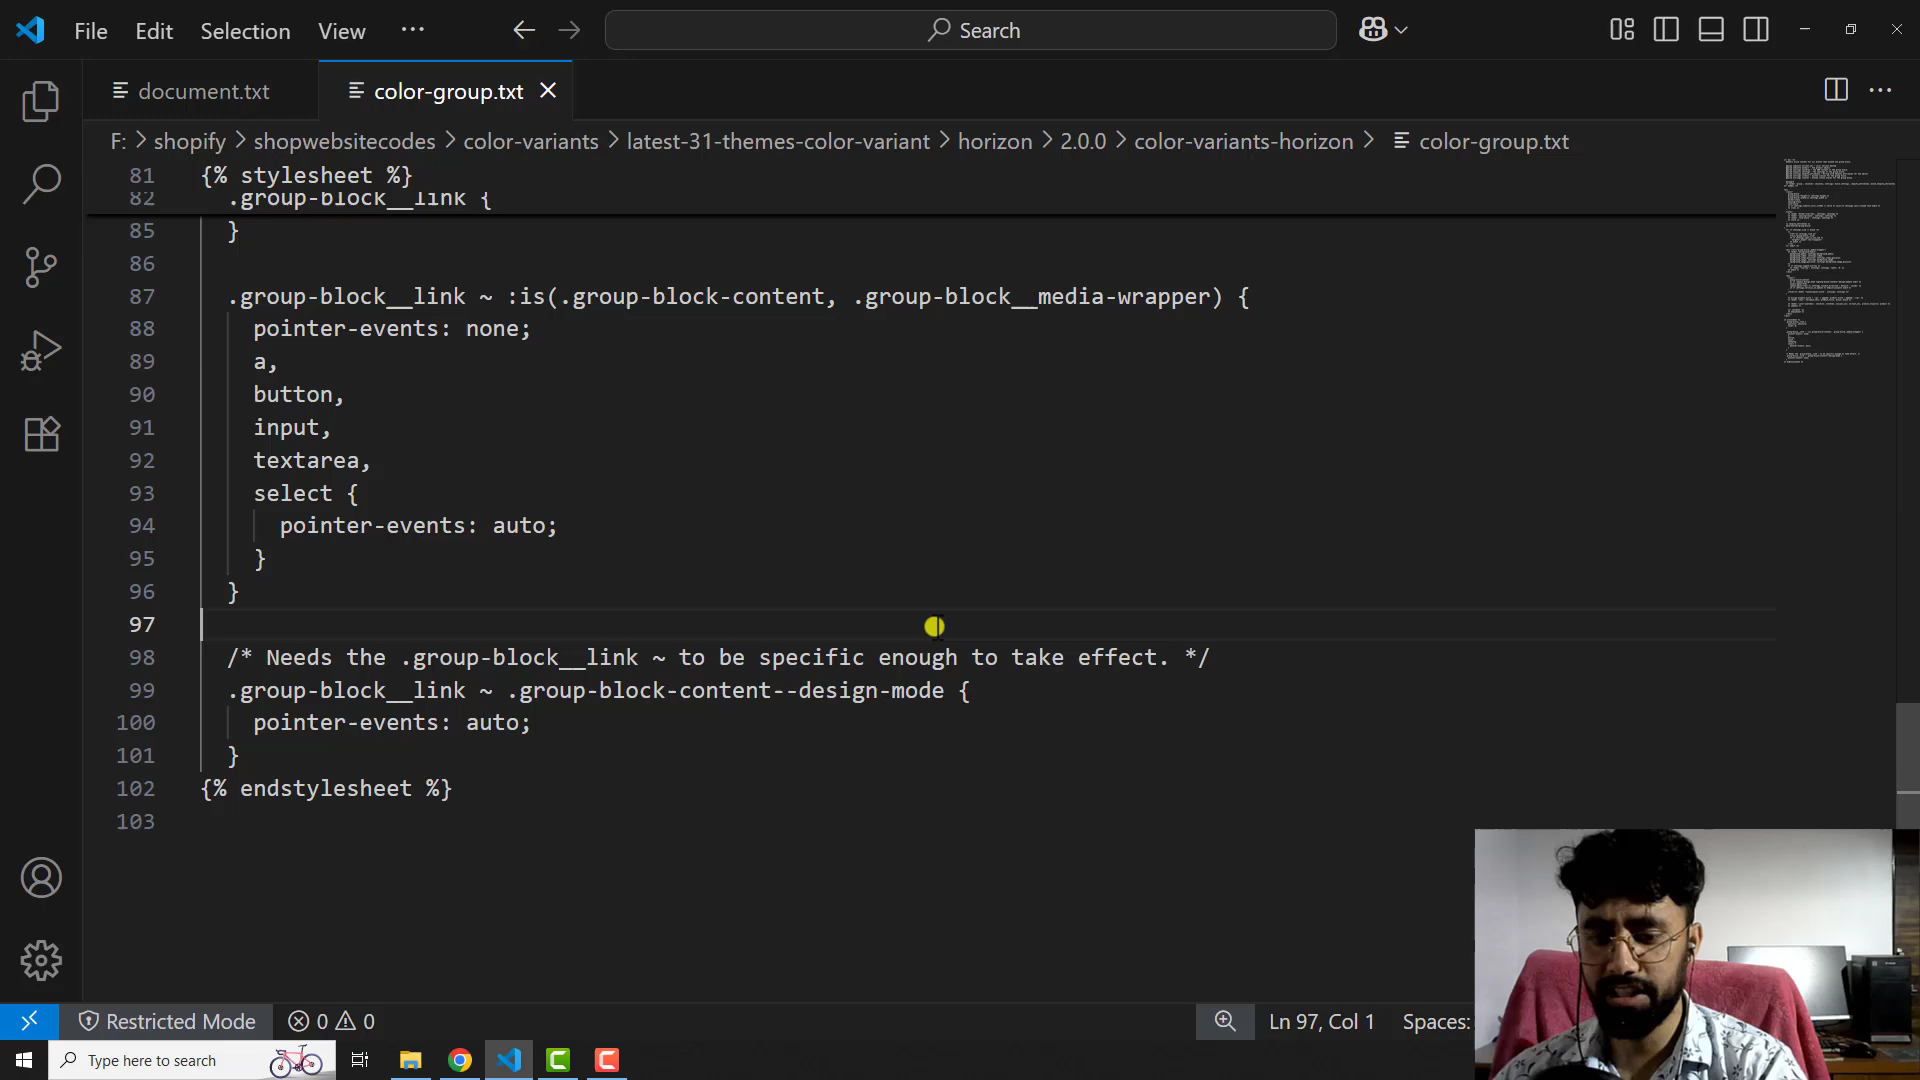 File Edit Selection View ··· Search
document.txt color-group.txt
F: > shopify > shopwebsitecodes > color-variants > latest-31-themes-color-variant > horizon > 2.0.0 > color-variants-horizon > color-group.txt
81 {% stylesheet %}
82 .group-block__link {
85 }
86
87 .group-block__link ~ :is(.group-block-content, .group-block__media-wrapper) {
88 pointer-events: none;
89 a,
90 button,
91 input,
92 textarea,
93 select {
94 pointer-events: auto;
95 }
96 }
97
98 /* Needs the .group-block__link ~ to be specific enough to take effect. */
99 .group-block__link ~ .group-block-content--design-mode {
100 pointer-events: auto;
101 }
102 {% endstylesheet %}
103
Restricted Mode 0 0 Ln 97, Col 1 Spaces:
Type here to search